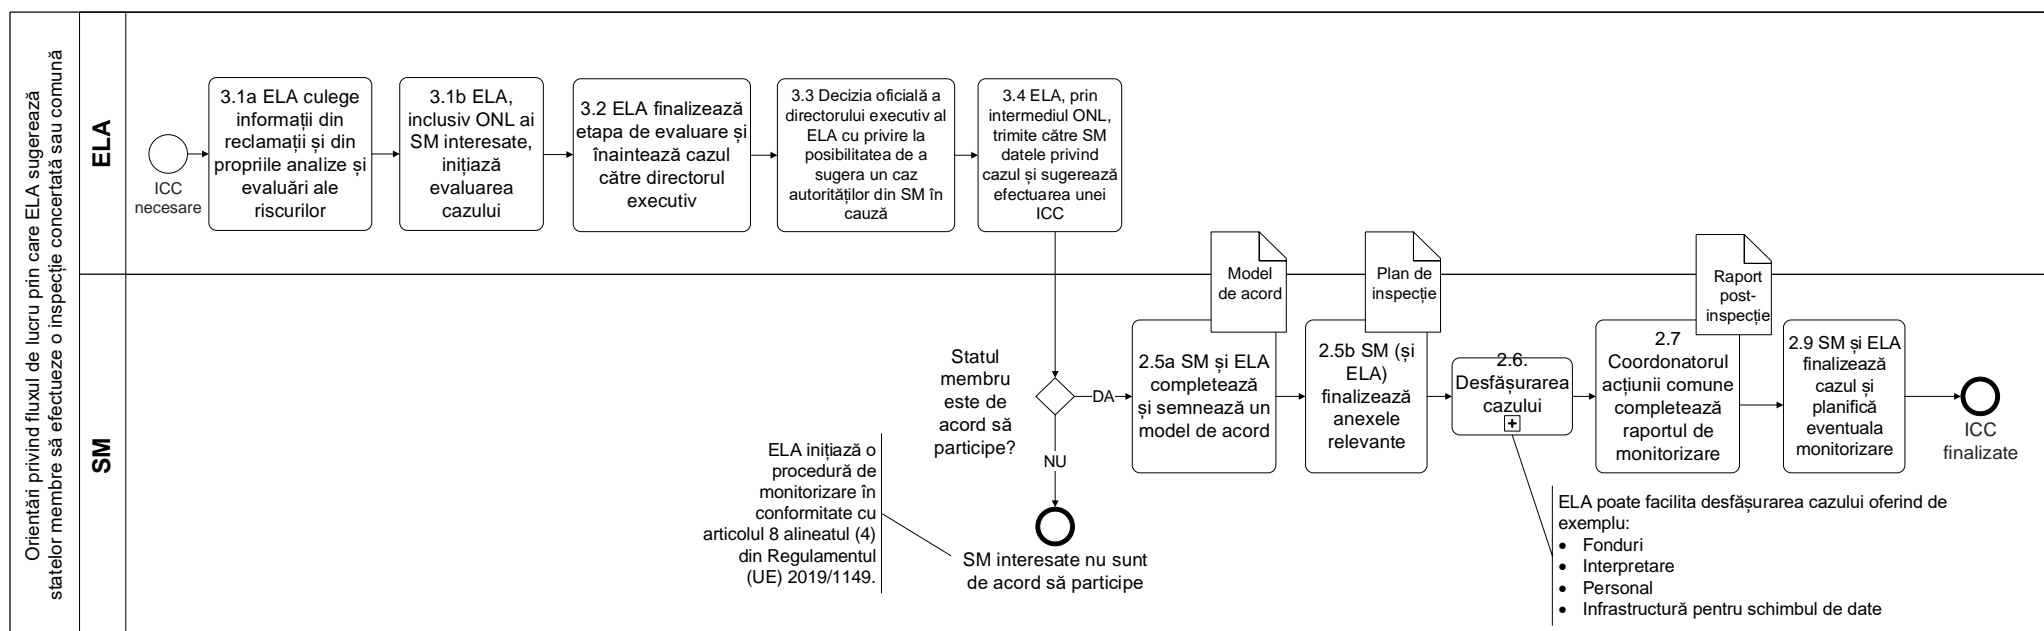 Orientări privind fluxul de lucru prin care ELA sugerează
statelor membre să efectueze o inspecție concertată sau comună
ELA
ICC
necesare
3.1a ELA culege
informații din
reclamații și din
propriile analize și
evaluări ale
riscurilor
3.1b ELA,
inclusiv ONL ai
SM interesate,
inițiază
evaluarea
cazului
3.2 ELA finalizează
etapa de evaluare și
înaintează cazul
către directorul
executiv
3.3 Decizia oficială a
directorului executiv al
ELA cu privire la
posibilitatea de a
sugera un caz
autorităților din SM în
cauză
3.4 ELA, prin
intermediul ONL,
trimite către SM
datele privind
cazul și sugerează
efectuarea unei
ICC
SM
Statul
membru
este de
acord să
participe?
DA
NU
ELA inițiază o
procedură de
monitorizare în
conformitate cu
articolul 8 alineatul (4)
din Regulamentul
(UE) 2019/1149.
SM interesate nu sunt
de acord să participe
Model
de acord
2.5a SM și ELA
completează
și semnează un
model de acord
Plan de
inspecție
2.5b SM (și
ELA)
finalizează
anexele
relevante
2.6.
Desfășurarea
cazului
ELA poate facilita desfășurarea cazului oferind de
exemplu:
• Fonduri
• Interpretare
• Personal
• Infrastructură pentru schimbul de date
Raport
post-
inspecție
2.7
Coordonatorul
acțiunii comune
completează
raportul de
monitorizare
2.9 SM și ELA
finalizează
cazul și
planifică
eventuala
monitorizare
ICC
finalizate